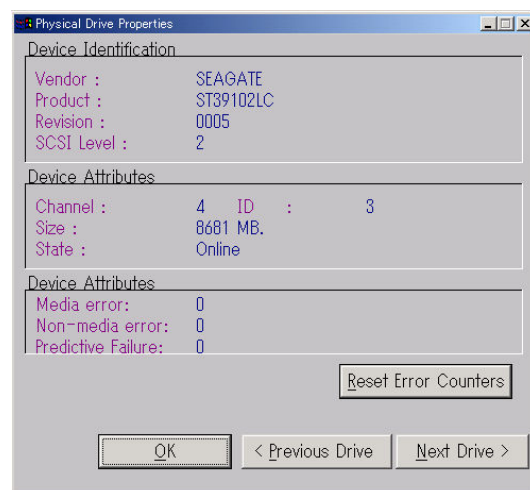 Physical Drive Properties
Device Identification
Vendor : SEAGATE
Product : ST39102LC
Revision : 0005
SCSI Level : 2
Device Attributes
Channel : 4 ID : 3
Size : 8681 MB.
State : Online
Device Attributes
Media error: 0
Non-media error: 0
Predictive Failure: 0
Reset Error Counters
OK
< Previous Drive
Next Drive >